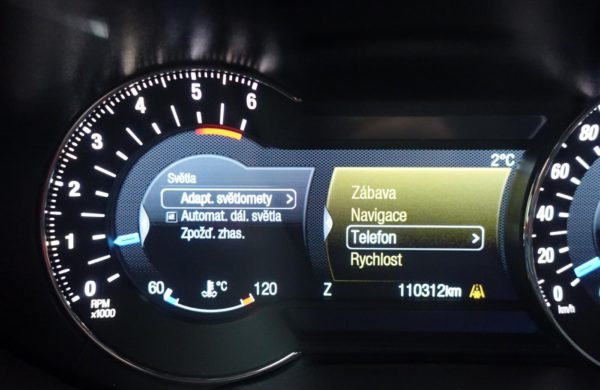 4
5
6
3
2
1
0
RPM
x1000
Světla
Adapt. světlomety >
Automat. dál. světla
Zpožď. zhas.
60
°C
120
2°C
Zábava
Navigace
Telefon >
Rychlost
Z
110312km
80
60
40
20
0
km/h